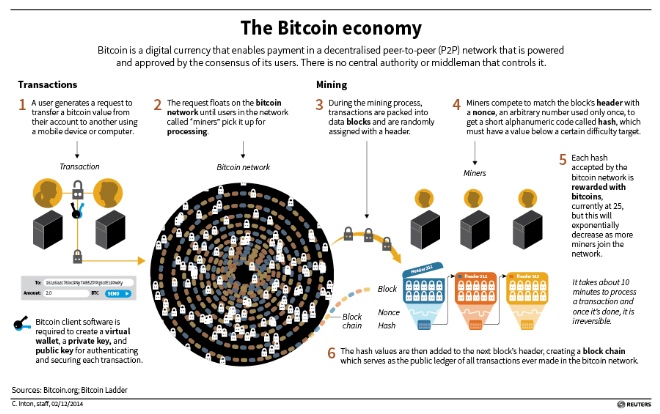 The Bitcoin economy
Bitcoin is a digital currency that enables payment in a decentralised peer-to-peer (P2P) network that is powered
and approved by the consensus of its users. There is no central authority or middleman that controls it.
Transactions
1 A user generates a request to
transfer a bitcoin value from
their account to another using
a mobile device or computer.
2 The request floats on the bitcoin
network until users in the network
called "miners" pick it up for
processing.
Mining
3 During the mining process,
transactions are packed into
data blocks and are randomly
assigned with a header.
4 Miners compete to match the block's header with
a nonce, an arbitrary number used only once, to
get a short alphanumeric code called hash, which
must have a value below a certain difficulty target.
5 Each hash
accepted by the
bitcoin network is
rewarded with
bitcoins,
currently at 25,
but this will
exponentially
decrease as more
miners join the
network.
Transaction
Bitcoin network
Miners
To:
Amount: 2.0 BTC SEND
Block
Nonce
Hash
Block
chain
It takes about 10
minutes to process
a transaction and
once it's done, it is
irreversible.
Bitcoin client software is
required to create a virtual
wallet, a private key, and
public key for authenticating
and securing each transaction.
6 The hash values are then added to the next block's header, creating a block chain
which serves as the public ledger of all transactions ever made in the bitcoin network.
Sources: Bitcoin.org; Bitcoin Ladder
C. Inton, staff, 02/12/2014
REUTERS